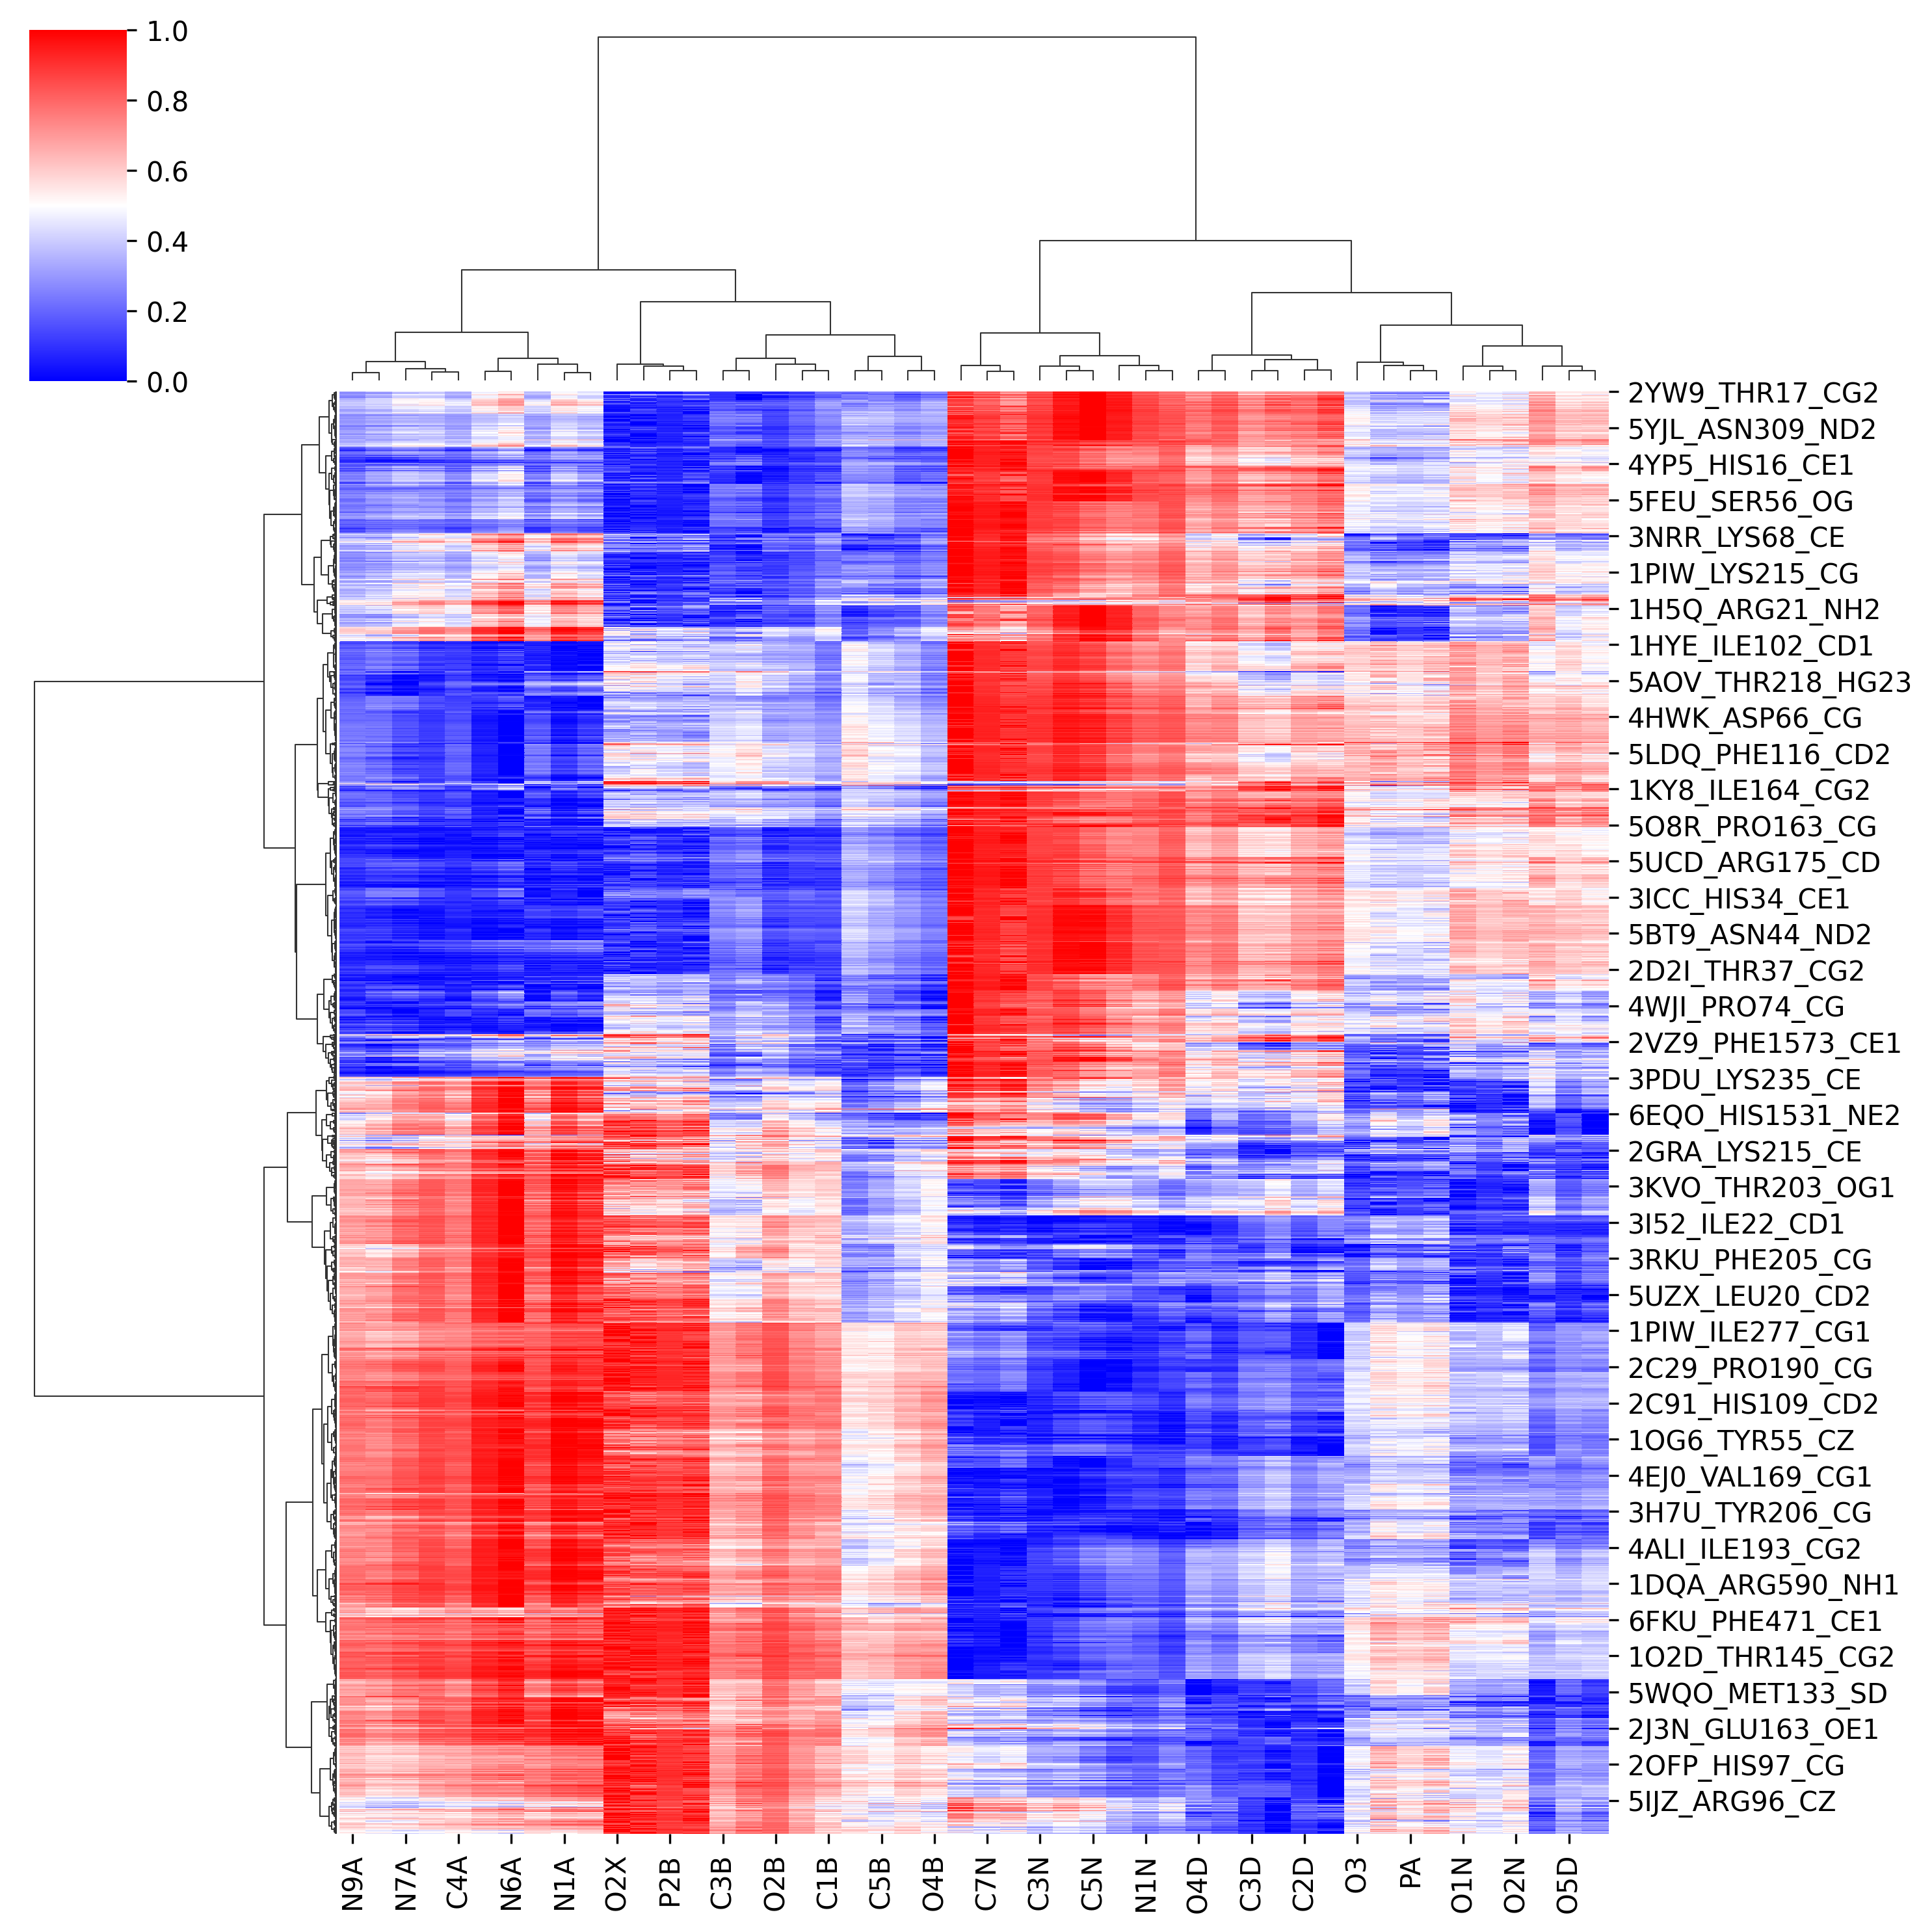 1.0
0.8
0.6
0.4
0.2
0.0
2YW9_THR17_CG2
5YJL_ASN309_ND2
4YP5_HIS16_CE1
5FEU_SER56_OG
3NRR_LYS68_CE
1PIW_LYS215_CG
1H5Q_ARG21_NH2
1HYE_ILE102_CD1
5AOV_THR218_HG23
4HWK_ASP66_CG
5LDQ_PHE116_CD2
1KY8_ILE164_CG2
5O8R_PRO163_CG
5UCD_ARG175_CD
3ICC_HIS34_CE1
5BT9_ASN44_ND2
2D2I_THR37_CG2
4WJI_PRO74_CG
2VZ9_PHE1573_CE1
3PDU_LYS235_CE
6EQO_HIS1531_NE2
2GRA_LYS215_CE
3KVO_THR203_OG1
3I52_ILE22_CD1
3RKU_PHE205_CG
5UZX_LEU20_CD2
1PIW_ILE277_CG1
2C29_PRO190_CG
2C91_HIS109_CD2
1OG6_TYR55_CZ
4EJ0_VAL169_CG1
3H7U_TYR206_CG
4ALI_ILE193_CG2
1DQA_ARG590_NH1
6FKU_PHE471_CE1
1O2D_THR145_CG2
5WQO_MET133_SD
2J3N_GLU163_OE1
2OFP_HIS97_CG
5IJZ_ARG96_CZ
N9A
N7A
C4A
N6A
N1A
O2X
P2B
C3B
O2B
C1B
C5B
O4B
C7N
C3N
C5N
N1N
O4D
C3D
C2D
O3
PA
O1N
O2N
O5D